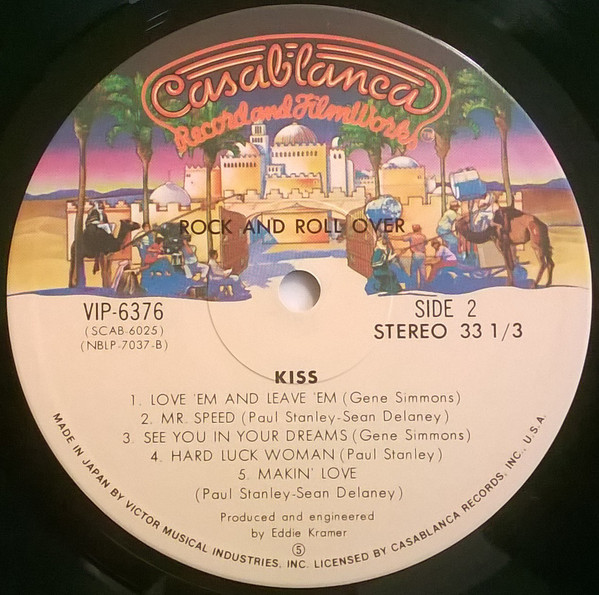 Casablanca
Record and FilmWorks
ROCK AND ROLL OVER
VIP-6376
(SCAB-6025)
(NBLP-7037-B)
SIDE 2
STEREO 33 1/3
KISS
1. LOVE 'EM AND LEAVE 'EM (Gene Simmons)
2. MR. SPEED (Paul Stanley-Sean Delaney)
3. SEE YOU IN YOUR DREAMS (Gene Simmons)
4. HARD LUCK WOMAN (Paul Stanley)
5. MAKIN' LOVE
(Paul Stanley-Sean Delaney)
Produced and engineered
by Eddie Kramer
⑤
MADE IN JAPAN BY VICTOR MUSICAL INDUSTRIES, INC. LICENSED BY CASABLANCA RECORDS, INC., U.S.A.